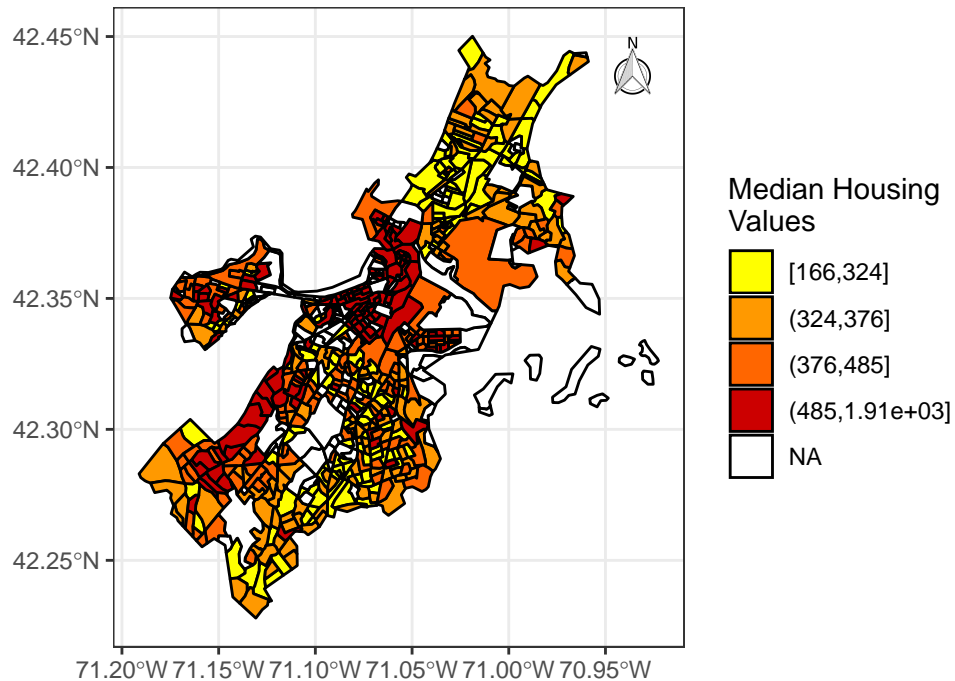 42.45°N
42.40°N
42.35°N
42.30°N
42.25°N
71.20°W 71.15°W 71.10°W 71.05°W 71.00°W 70.95°W
N
Median Housing
Values
[166,324]
(324,376]
(376,485]
(485,1.91e+03]
NA